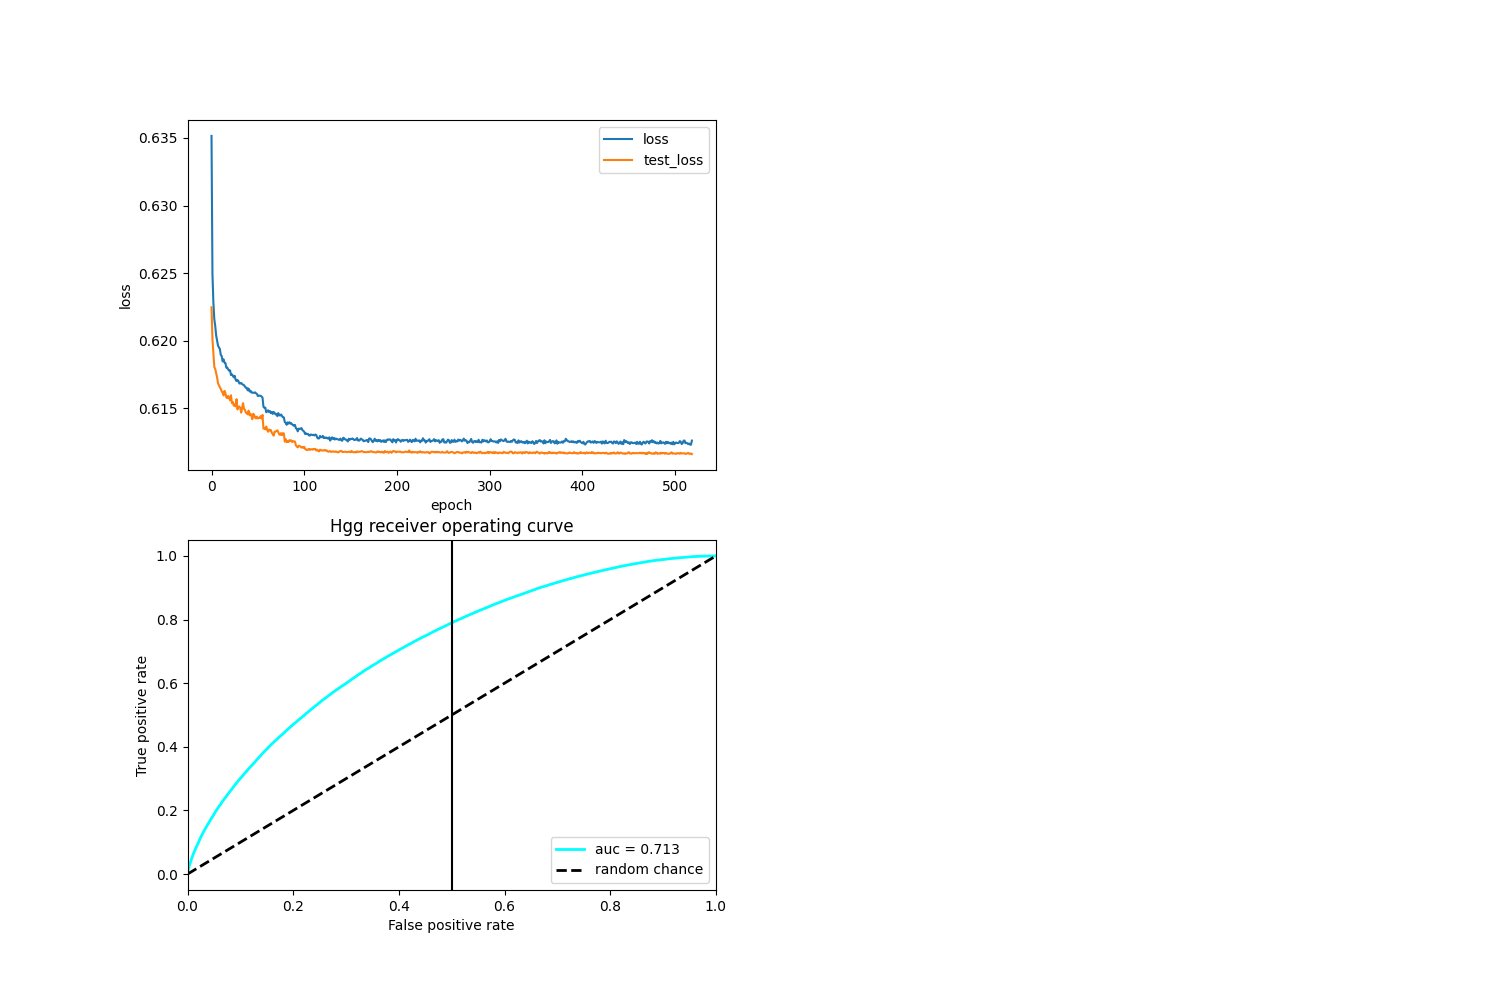 loss
test_loss
0.635
0.630
0.625
0.620
0.615
loss
0 100 200 300 400 500
epoch
Hgg receiver operating curve
1.0
0.8
0.6
0.4
0.2
0.0
True positive rate
auc = 0.713
random chance
0.0 0.2 0.4 0.6 0.8 1.0
False positive rate